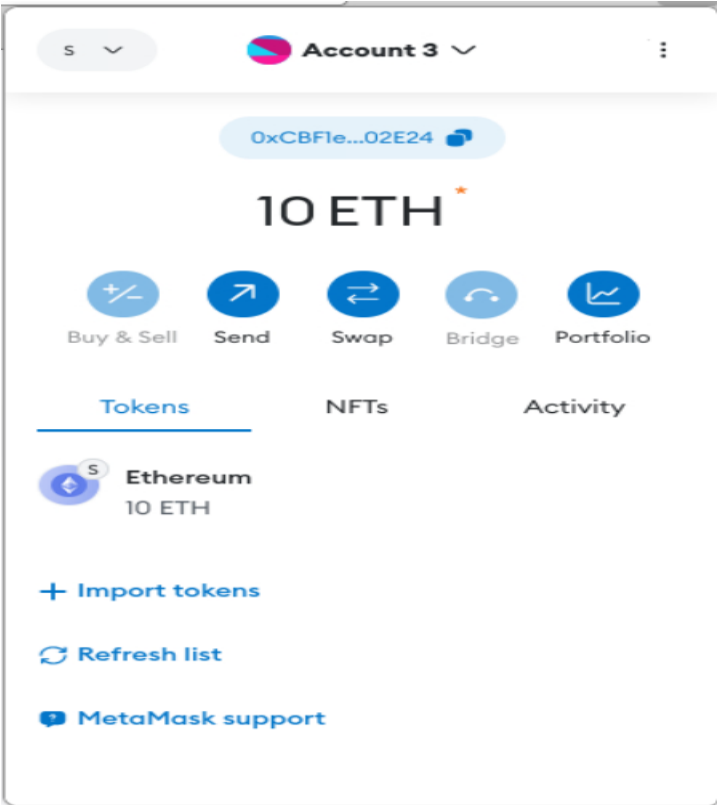 S
Account 3
0xCBF1e...02E24
10 ETH *
Buy & Sell Send Swap Bridge Portfolio
Tokens NFTs Activity
S
Ethereum
10 ETH
Import tokens
Refresh list
MetaMask support